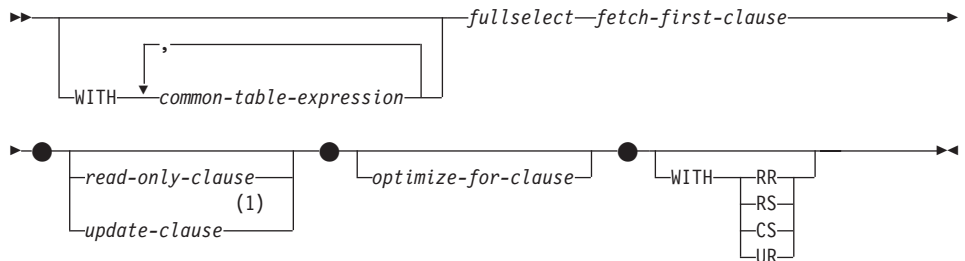 fullselect fetch-first-clause
,
WITH common-table-expression
read-only-clause optimize-for-clause WITH RR
(1) RS
update-clause CS
UR